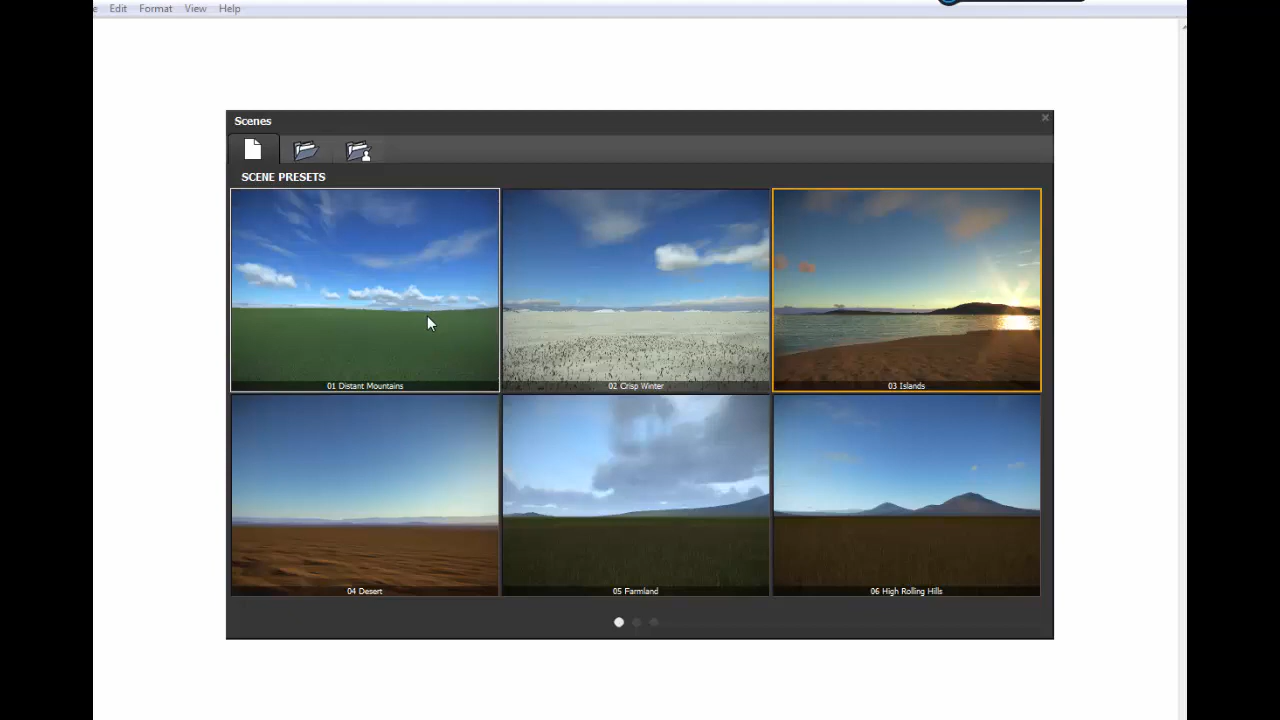 Edit Format View Help
Scenes
SCENE PRESETS
01 Distant Mountains
02 Crisp Winter
03 Islands
04 Desert
05 Farmland
06 High Rolling Hills